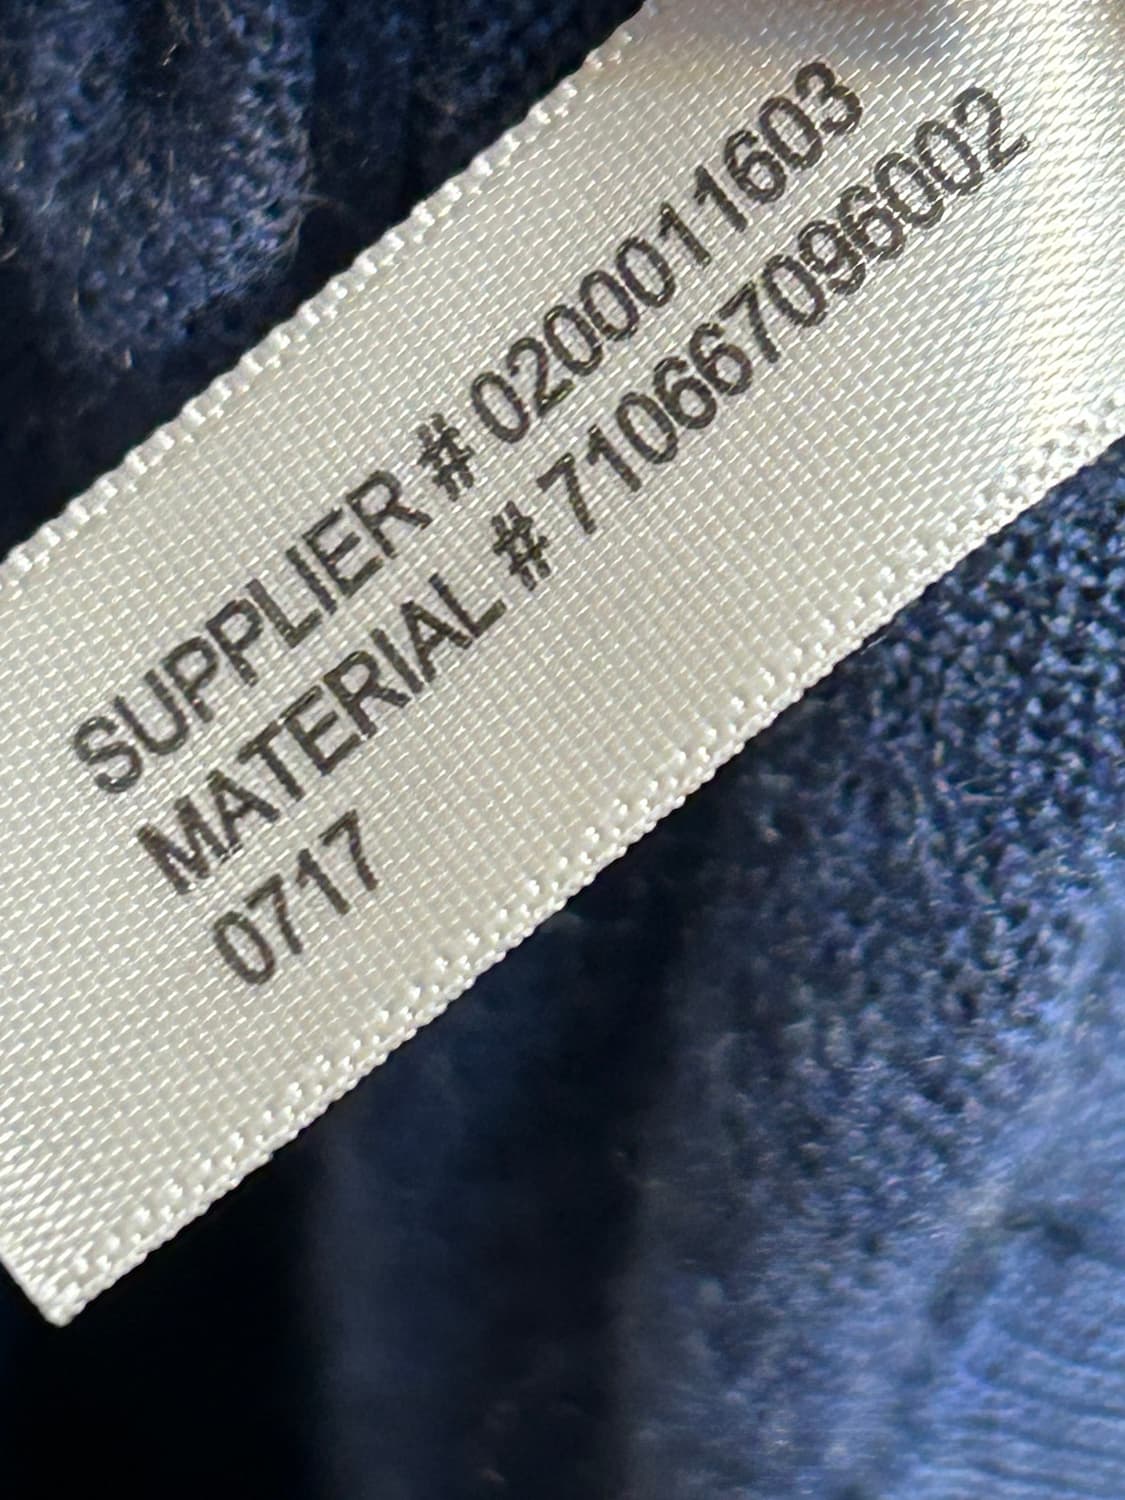 SUPPLIER # 0200011603
MATERIAL # 710667096002
0717